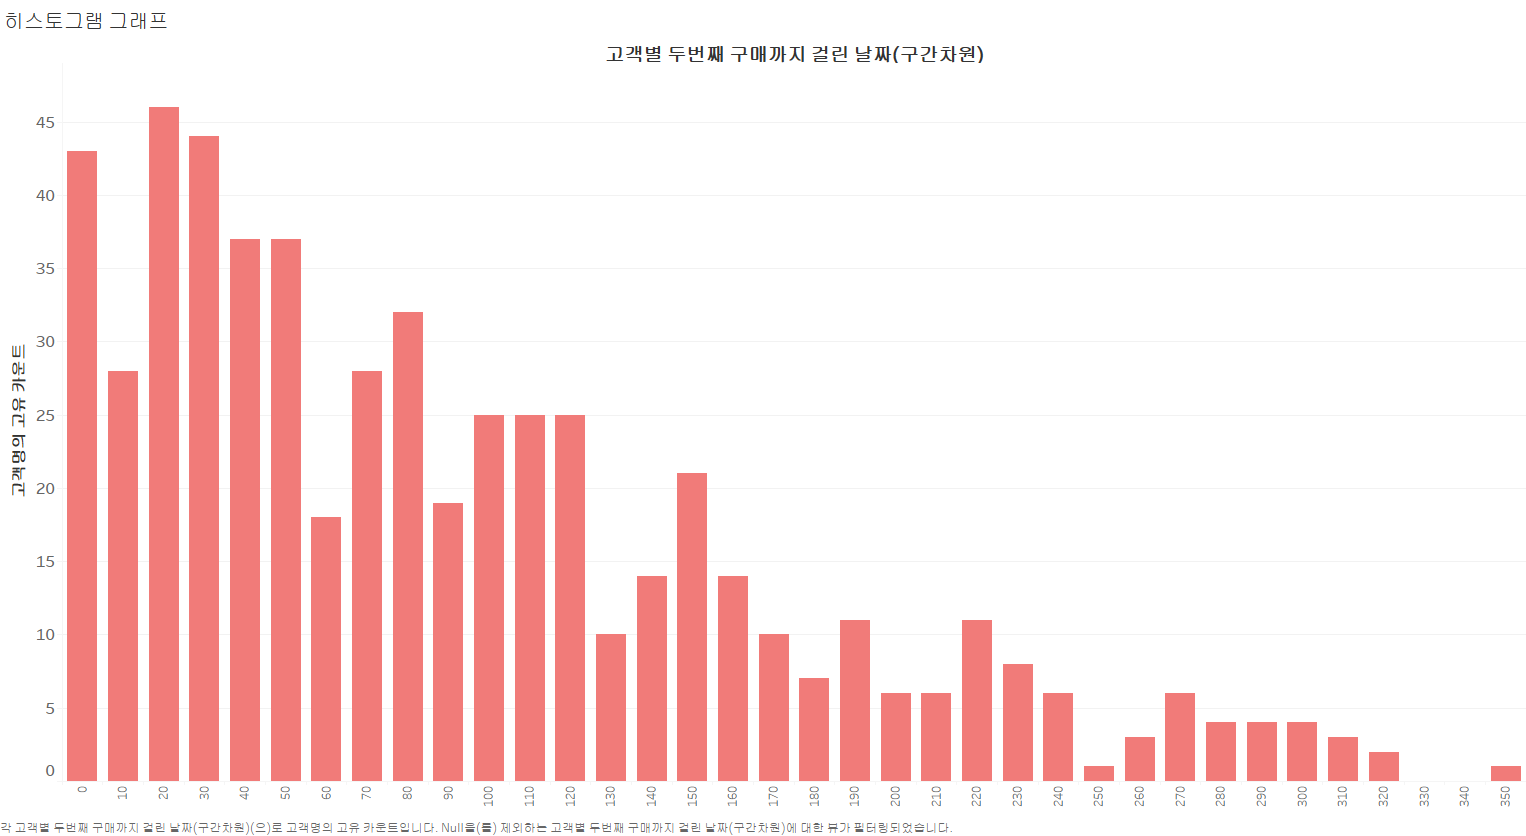 히스토그램 그래프
고객별 두번째 구매까지 걸린 날짜(구간차원)
45
40
35
30
25
20
15
10
5
0
고객명의 고유 카운트
0 10 20 30 40 50 60 70 80 90 100 110 120 130 140 150 160 170 180 190 200 210 220 230 240 250 260 270 280 290 300 310 320 330 340 350
각 고객별 두번째 구매까지 걸린 날짜(구간차원)(으)로 고객명의 고유 카운트입니다. Null을(를) 제외하는 고객별 두번째 구매까지 걸린 날짜(구간차원)에 대한 뷰가 필터링되었습니다.